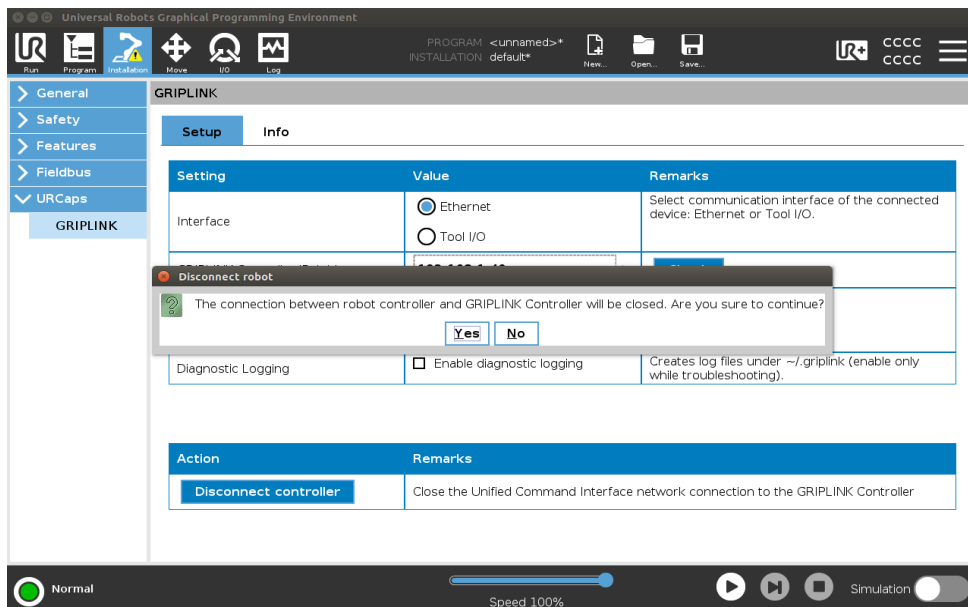 Universal Robots Graphical Programming Environment
PROGRAM <unnamed>*
INSTALLATION default*
Run
Program
Installation
Move
I/O
Log
New...
Open...
Save...
UR
UR+
CCCC
CCCC
General
Safety
Features
Fieldbus
URCaps
GRIPLINK
GRIPLINK
Setup
Info
Setting
Value
Remarks
Interface
Ethernet
Tool I/O
Select communication interface of the connected
device: Ethernet or Tool I/O.
Disconnect robot
The connection between robot controller and GRIPLINK Controller will be closed. Are you sure to continue?
Yes
No
Diagnostic Logging
Enable diagnostic logging
Creates log files under ~/.griplink (enable only
while troubleshooting).
Action
Remarks
Disconnect controller
Close the Unified Command Interface network connection to the GRIPLINK Controller
Normal
Speed 100%
Simulation